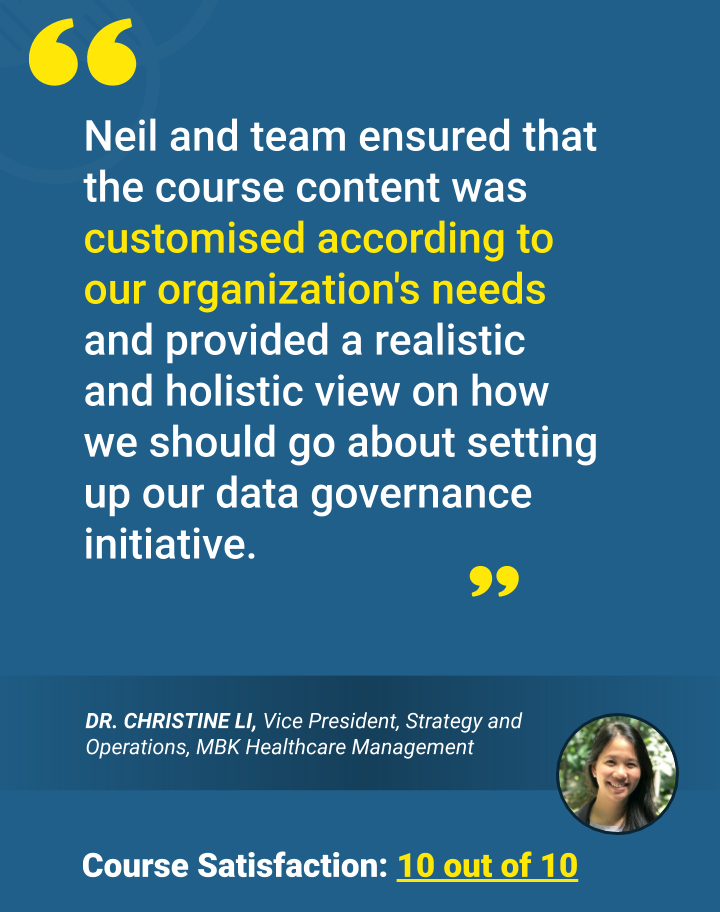 “
Neil and team ensured that
the course content was
customised according to
our organization's needs
and provided a realistic
and holistic view on how
we should go about setting
up our data governance
initiative.
”
DR. CHRISTINE LI, Vice President, Strategy and
Operations, MBK Healthcare Management
Course Satisfaction: 10 out of 10